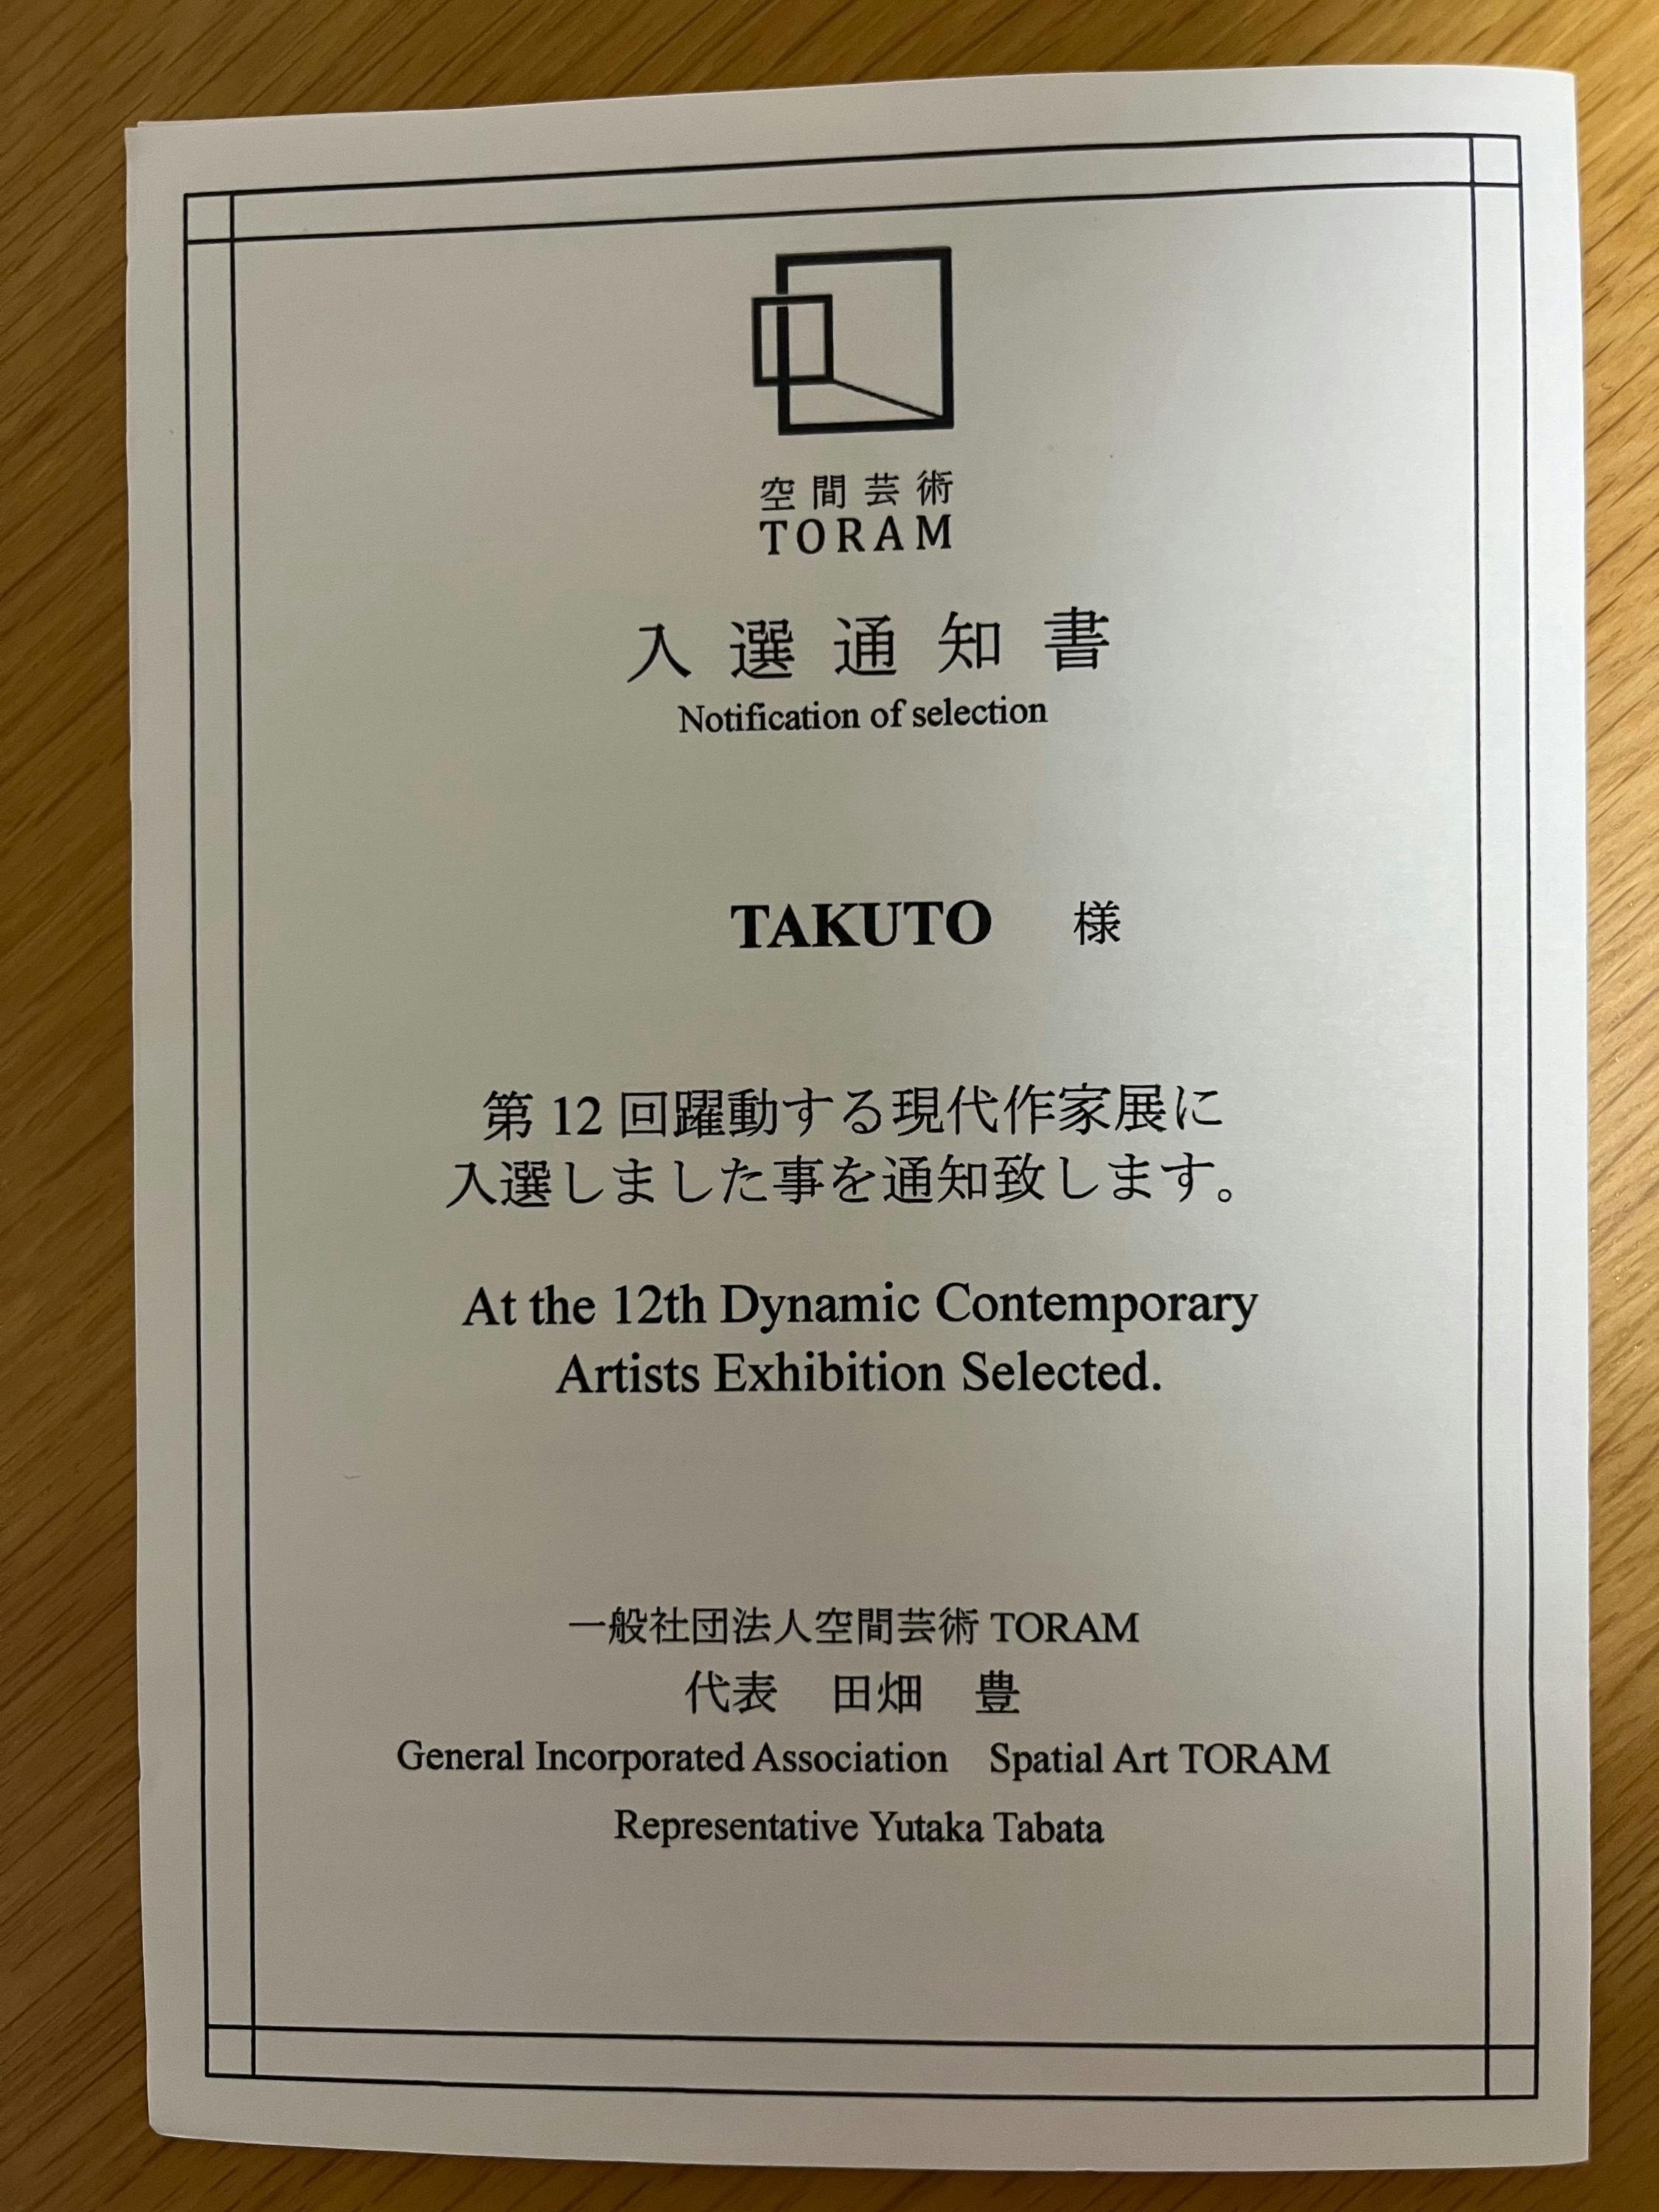 空間芸術
TORAM
入選通知書
Notification of selection
TAKUTO 様
第12回躍動する現代作家展に
入選しました事を通知致します。
At the 12th Dynamic Contemporary
Artists Exhibition Selected.
一般社団法人空間芸術 TORAM
代表 田畑 豊
General Incorporated Association Spatial Art TORAM
Representative Yutaka Tabata